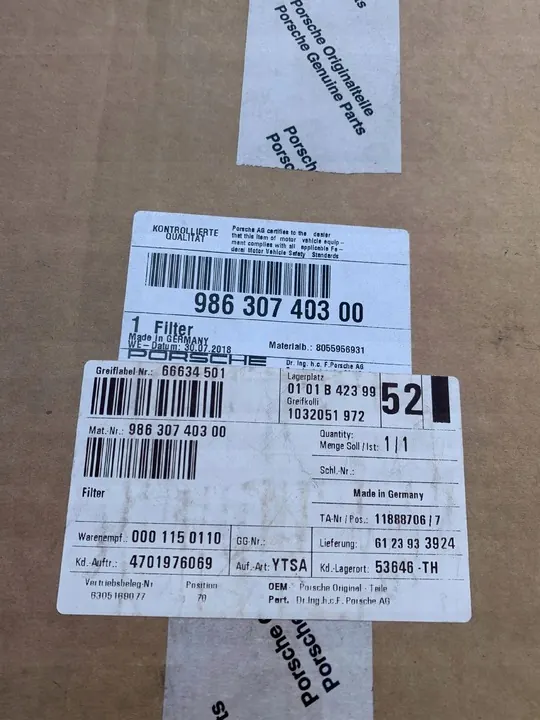 Porsche Originalteile
Porsche Genuine Parts
Porsche
Porsc
KONTROLLIERTE
QUALITÄT
Porsche AG certifies to the dealer
that this item of motor vehicle equip-
ment complies with all applicable Fe-
deral Motor Vehicle Safety Standards
986 307 403 00
1 Filter
Made in GERMANY
WE-Datum: 30.07.2018
Materialb.: 8055956931
PORSCHE
Dr. Ing. h.c. F. Porsche AG
Greiflabel-Nr.: 66634 501
Lagerplatz
01 01 B 423 99
Greifkolli
1032051 972
52
Mat.-Nr.: 986 307 403 00
Quantity:
Menge Soll / Ist: 1/1
Schl.-Nr.:
Filter
Made in Germany
TA-Nr / Pos.: 11888706 / 7
Warenempf.: 000 115 0110
GG-Nr.:
Lieferung: 61 23 93 3924
Kd.-Auftr.: 4701976069
Auf.-Art: YTSA
Kd.-Lagerort: 53646 -TH
Vertriebsbeleg-Nr
Position
OEM Porsche Original - Teile
6305168077
70
Part. Dr.Ing.h.c.F. Porsche AG
Porsche Gen
Porsche